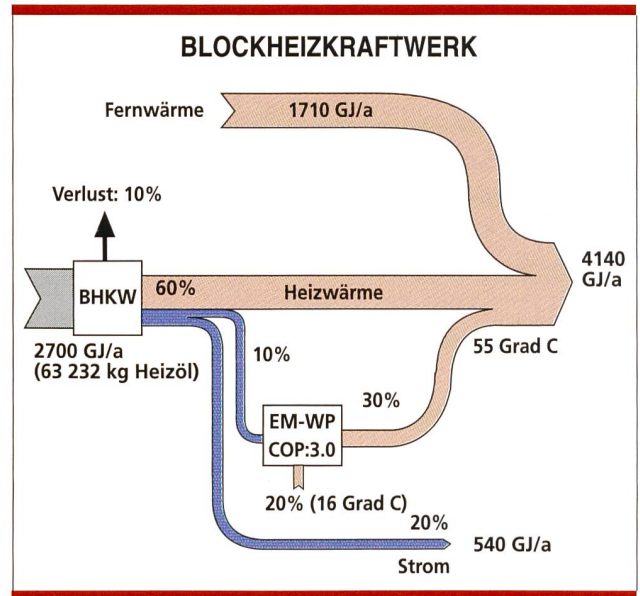 BLOCKHEIZKRAFTWERK
Fernwärme
1710 GJ/a
Verlust: 10%
4140
GJ/a
BHKW
60%
Heizwärme
2700 GJ/a
(63 232 kg Heizöl)
10%
55 Grad C
30%
EM-WP
COP:3.0
20% (16 Grad C)
20%
540 GJ/a
Strom